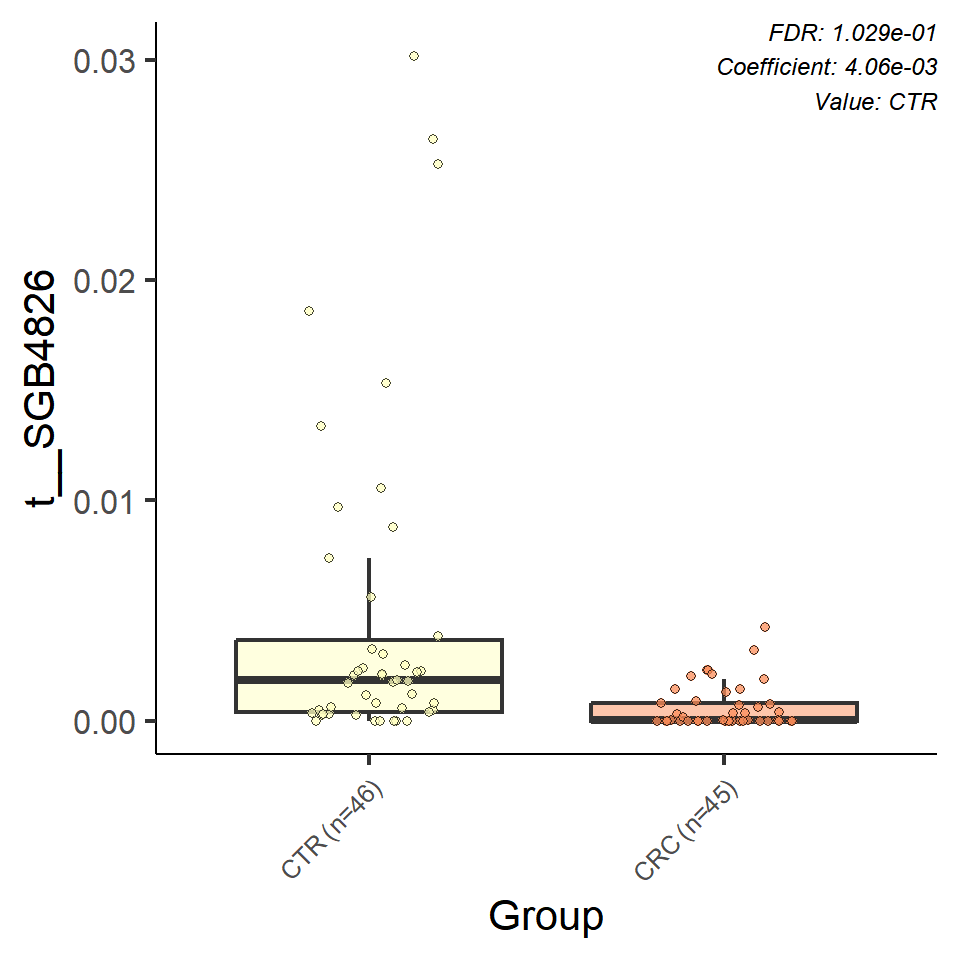 FDR: 1.029e-01
Coefficient: 4.06e-03
Value: CTR
0.03
0.02
0.01
0.00
t__SGB4826
CTR (n=46)
CRC (n=45)
Group